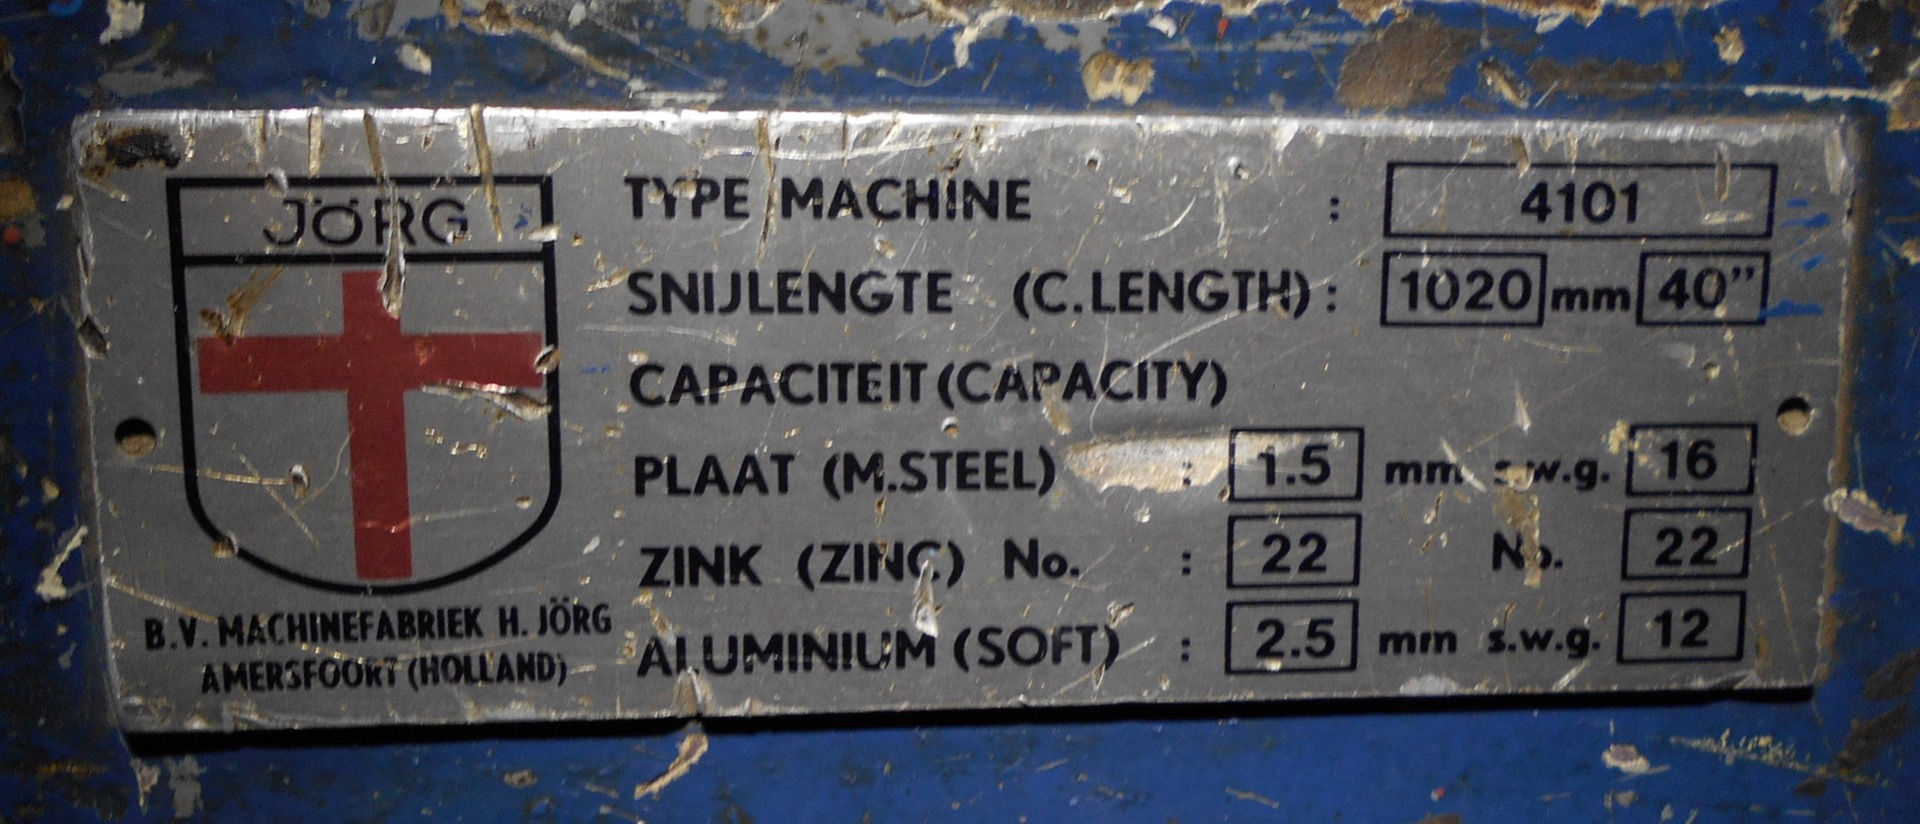 JÖRG
B.V. MACHINEFABRIEK H. JÖRG
AMERSFOORT (HOLLAND)
TYPE MACHINE : 4101
SNIJLENGTE (C.LENGTH) : 1020 mm 40"
CAPACITEIT (CAPACITY)
PLAAT (M.STEEL) : 1.5 mm s.w.g. 16
ZINK (ZINC) No. : 22 No. 22
ALUMINIUM (SOFT) : 2.5 mm s.w.g. 12